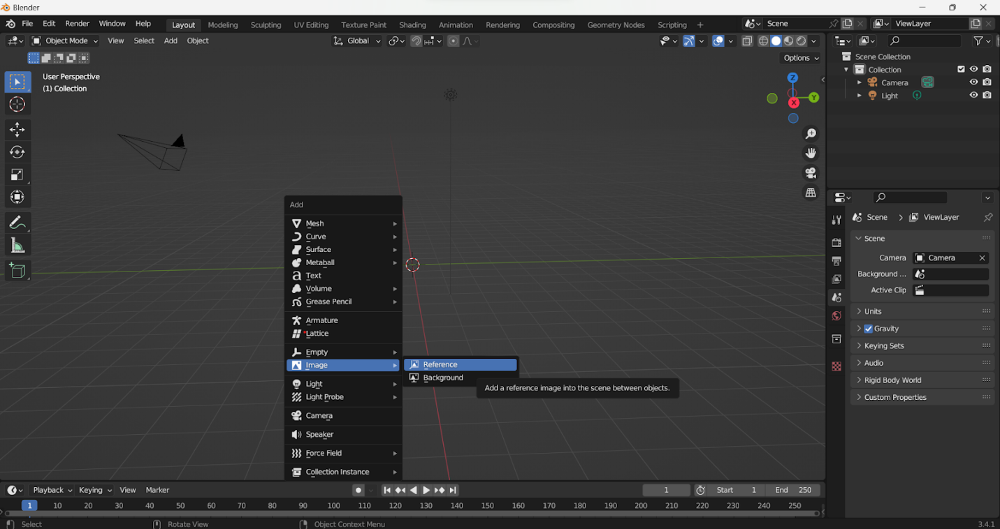 Blender
File Edit Render Window Help Layout Modeling Sculpting UV Editing Texture Paint Shading Animation Rendering Compositing Geometry Nodes Scripting + Scene ViewLayer
Object Mode View Select Add Object Global
Options
User Perspective
(1) Collection
Z
Y
X
Scene Collection
Collection
Camera
Light
Add
Mesh
Curve
Surface
Metaball
Text
Volume
Grease Pencil
Armature
Lattice
Empty
Image
Light
Light Probe
Camera
Speaker
Force Field
Collection Instance
Reference
Background
Add a reference image into the scene between objects.
Scene ViewLayer
Scene
Camera Camera
Background ...
Active Clip
Units
Gravity
Keying Sets
Audio
Rigid Body World
Custom Properties
Playback Keying View Marker 1 Start 1 End 250
1 10 20 30 40 50 60 70 80 90 100 110 120 130 140 150 160 170 180 190 200 210 220 230 240 250
Select Rotate View Object Context Menu 3.4.1